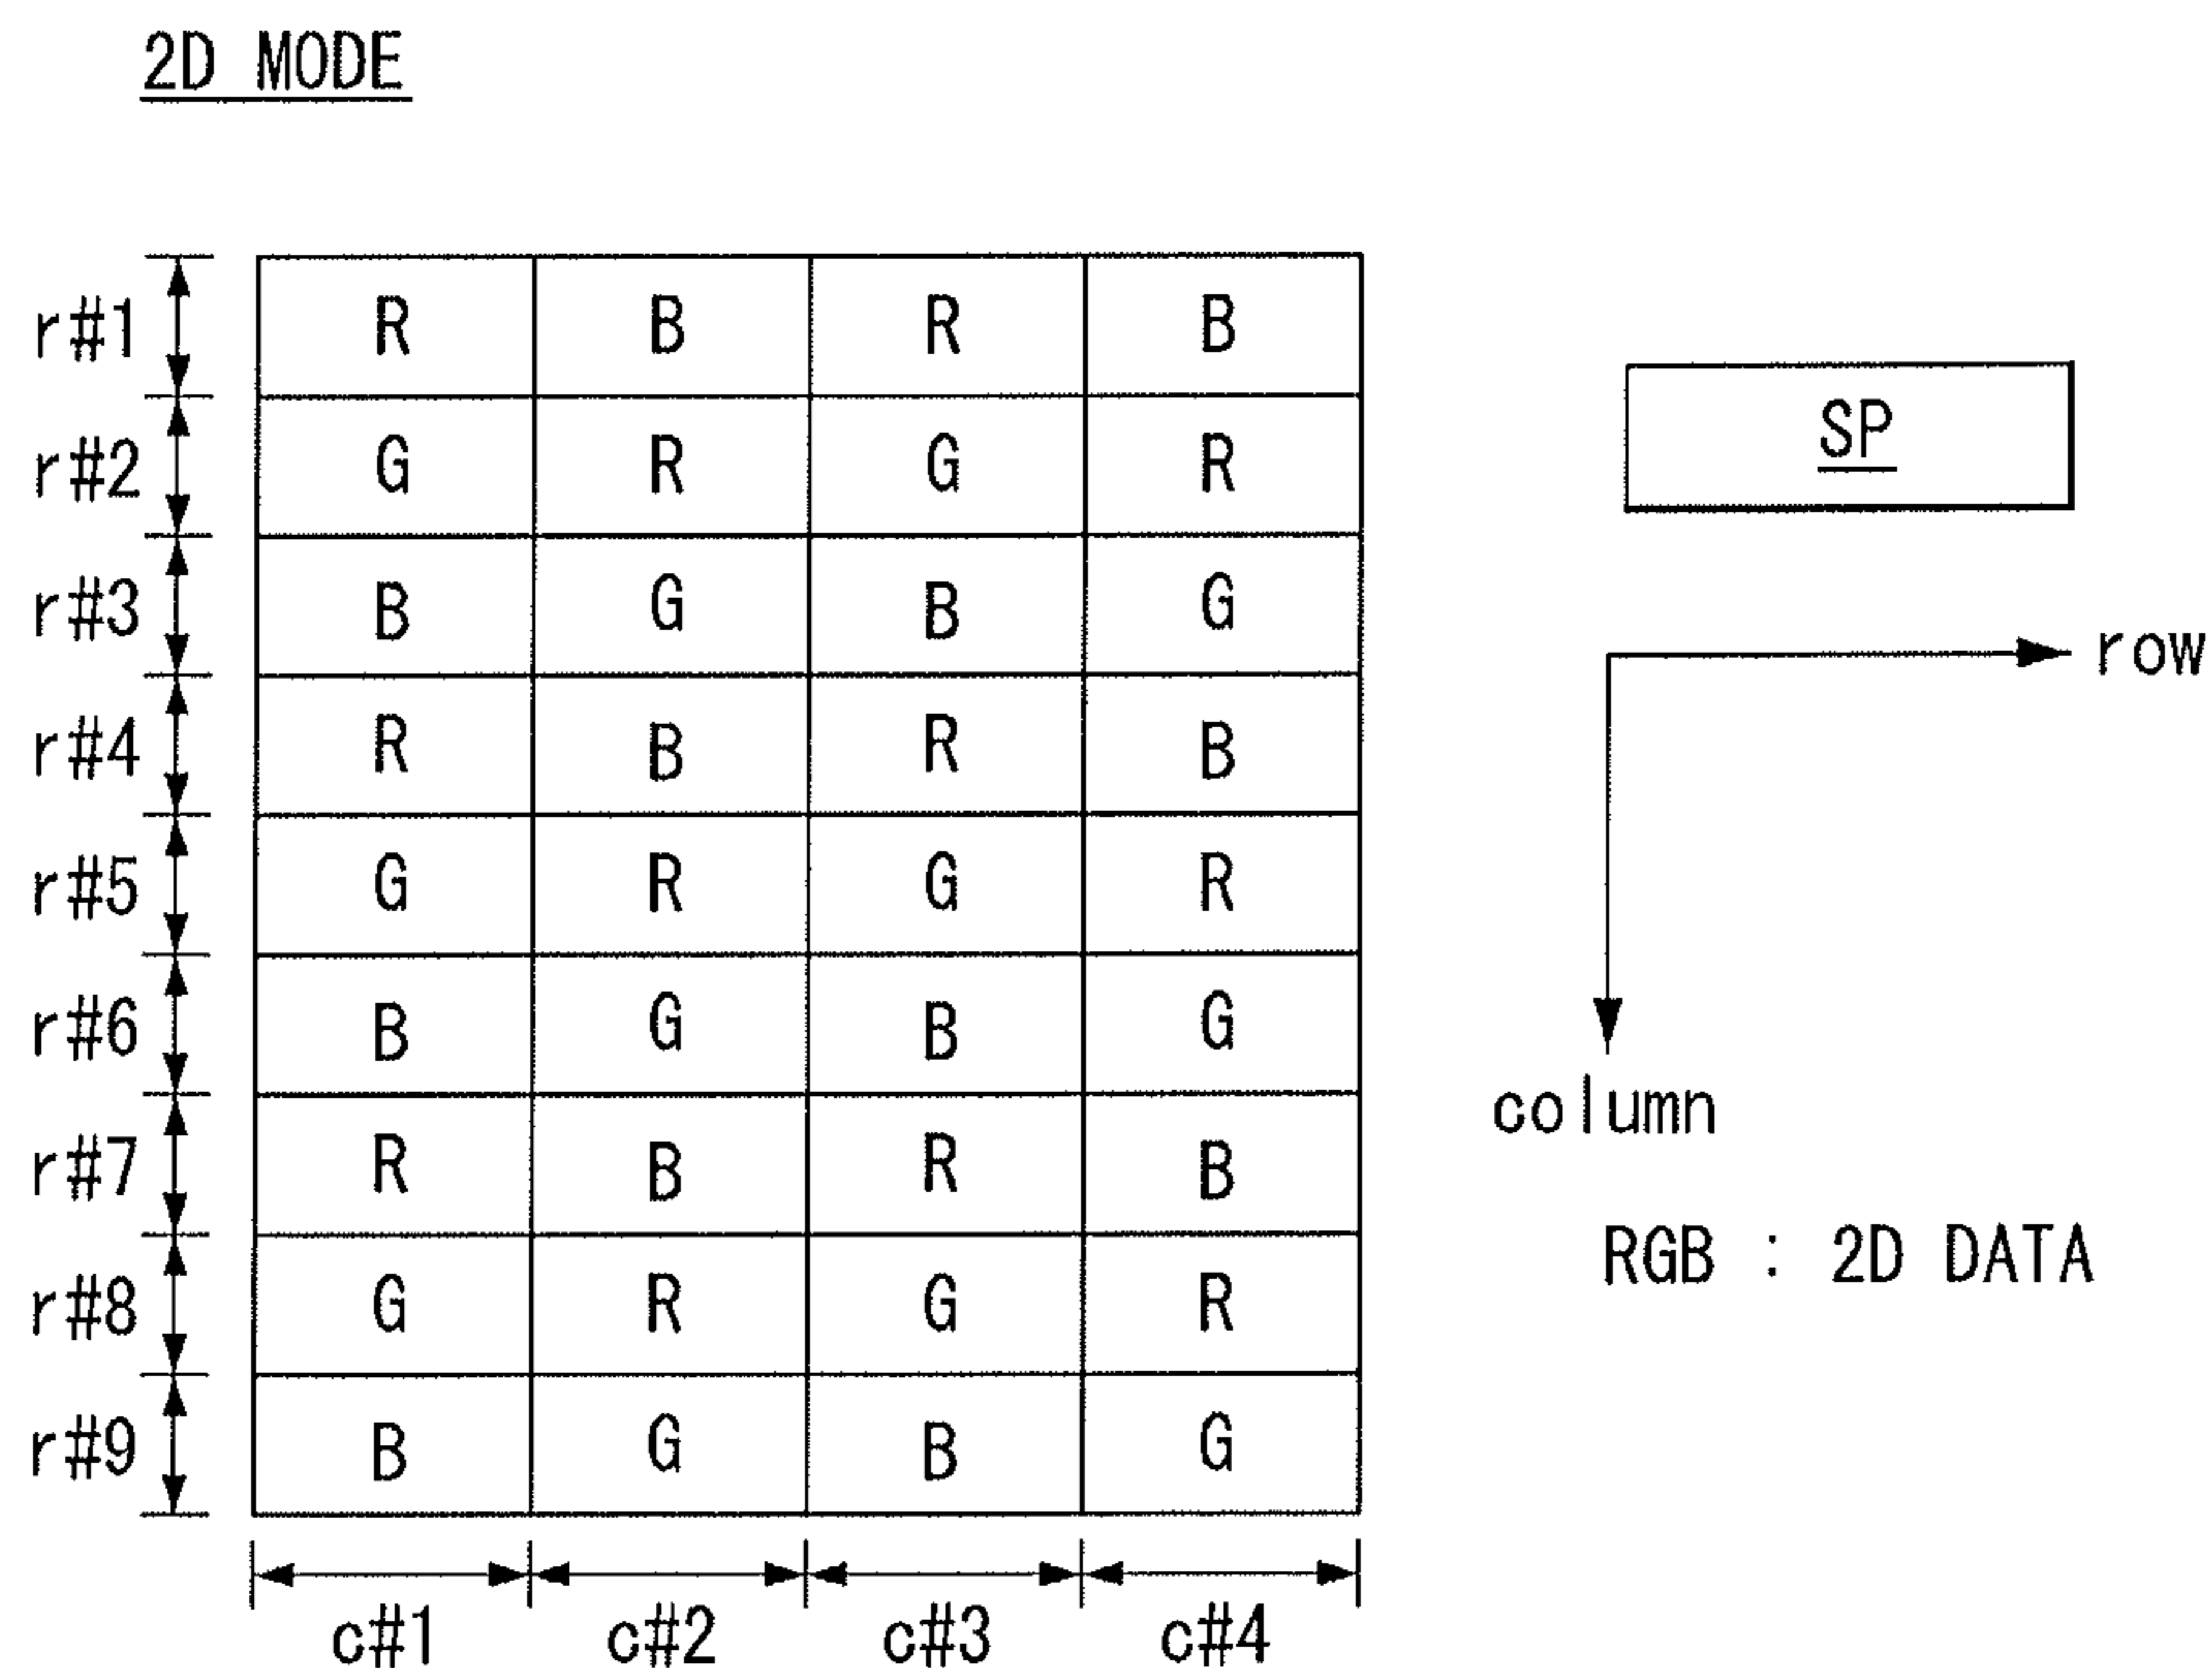 2D MODE
r#1 R B R B
r#2 G R G R
r#3 B G B G
r#4 R B R B
r#5 G R G R
r#6 B G B G
r#7 R B R B
r#8 G R G R
r#9 B G B G
c#1 c#2 c#3 c#4
SP
row
column
RGB : 2D DATA